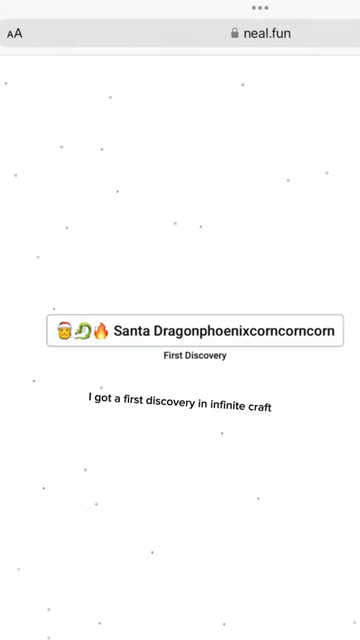 AA
neal.fun
🎅🐉🔥 Santa Dragonphoenixcorncorncorn
First Discovery
I got a first discovery in infinite craft